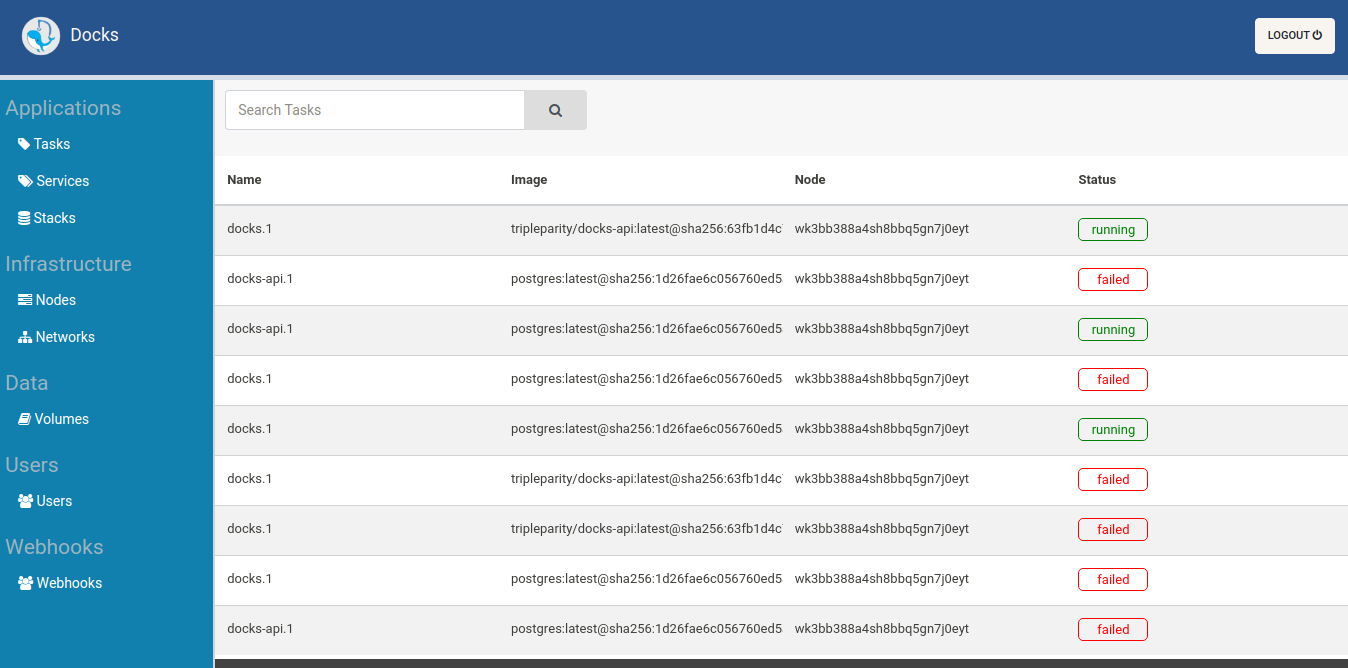 Docks
LOGOUT
Applications
Tasks
Services
Stacks
Infrastructure
Nodes
Networks
Data
Volumes
Users
Users
Webhooks
Webhooks
Search Tasks
Name Image Node Status
docks.1 tripleparity/docks-api:latest@sha256:63fb1d4c wk3bb388a4sh8bbq5gn7j0eyt running
docks-api.1 postgres:latest@sha256:1d26fae6c056760ed5 wk3bb388a4sh8bbq5gn7j0eyt failed
docks-api.1 postgres:latest@sha256:1d26fae6c056760ed5 wk3bb388a4sh8bbq5gn7j0eyt running
docks.1 postgres:latest@sha256:1d26fae6c056760ed5 wk3bb388a4sh8bbq5gn7j0eyt failed
docks.1 postgres:latest@sha256:1d26fae6c056760ed5 wk3bb388a4sh8bbq5gn7j0eyt running
docks.1 tripleparity/docks-api:latest@sha256:63fb1d4c wk3bb388a4sh8bbq5gn7j0eyt failed
docks.1 tripleparity/docks-api:latest@sha256:63fb1d4c wk3bb388a4sh8bbq5gn7j0eyt failed
docks.1 postgres:latest@sha256:1d26fae6c056760ed5 wk3bb388a4sh8bbq5gn7j0eyt failed
docks-api.1 postgres:latest@sha256:1d26fae6c056760ed5 wk3bb388a4sh8bbq5gn7j0eyt failed